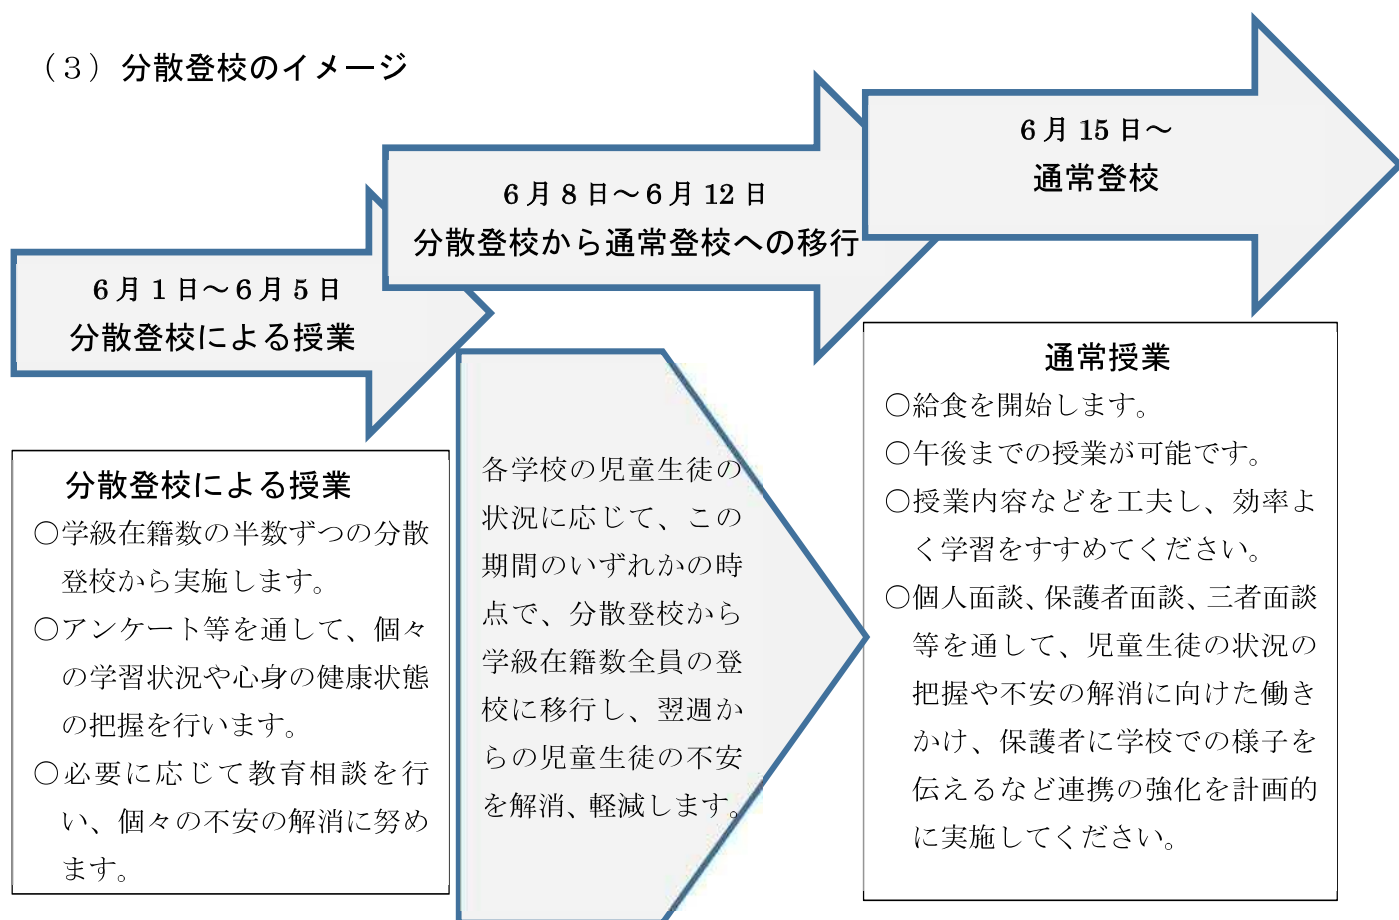 （３）分散登校のイメージ
６月１日～６月５日
分散登校による授業
６月８日～６月 12 日
分散登校から通常登校への移行
６月 15 日～
通常登校
分散登校による授業
○学級在籍数の半数ずつの分散
登校から実施します。
○アンケート等を通して、個々
の学習状況や心身の健康状態
の把握を行います。
○必要に応じて教育相談を行
い、個々の不安の解消に努め
ます。
各学校の児童生徒の
状況に応じて、この
期間のいずれかの時
点で、分散登校から
学級在籍数全員の登
校に移行し、翌週か
らの児童生徒の不安
を解消、軽減します。
通常授業
○給食を開始します。
○午後までの授業が可能です。
○授業内容などを工夫し、効率よ
く学習をすすめてください。
○個人面談、保護者面談、三者面談
等を通して、児童生徒の状況の
把握や不安の解消に向けた働き
かけ、保護者に学校での様子を
伝えるなど連携の強化を計画的
に実施してください。